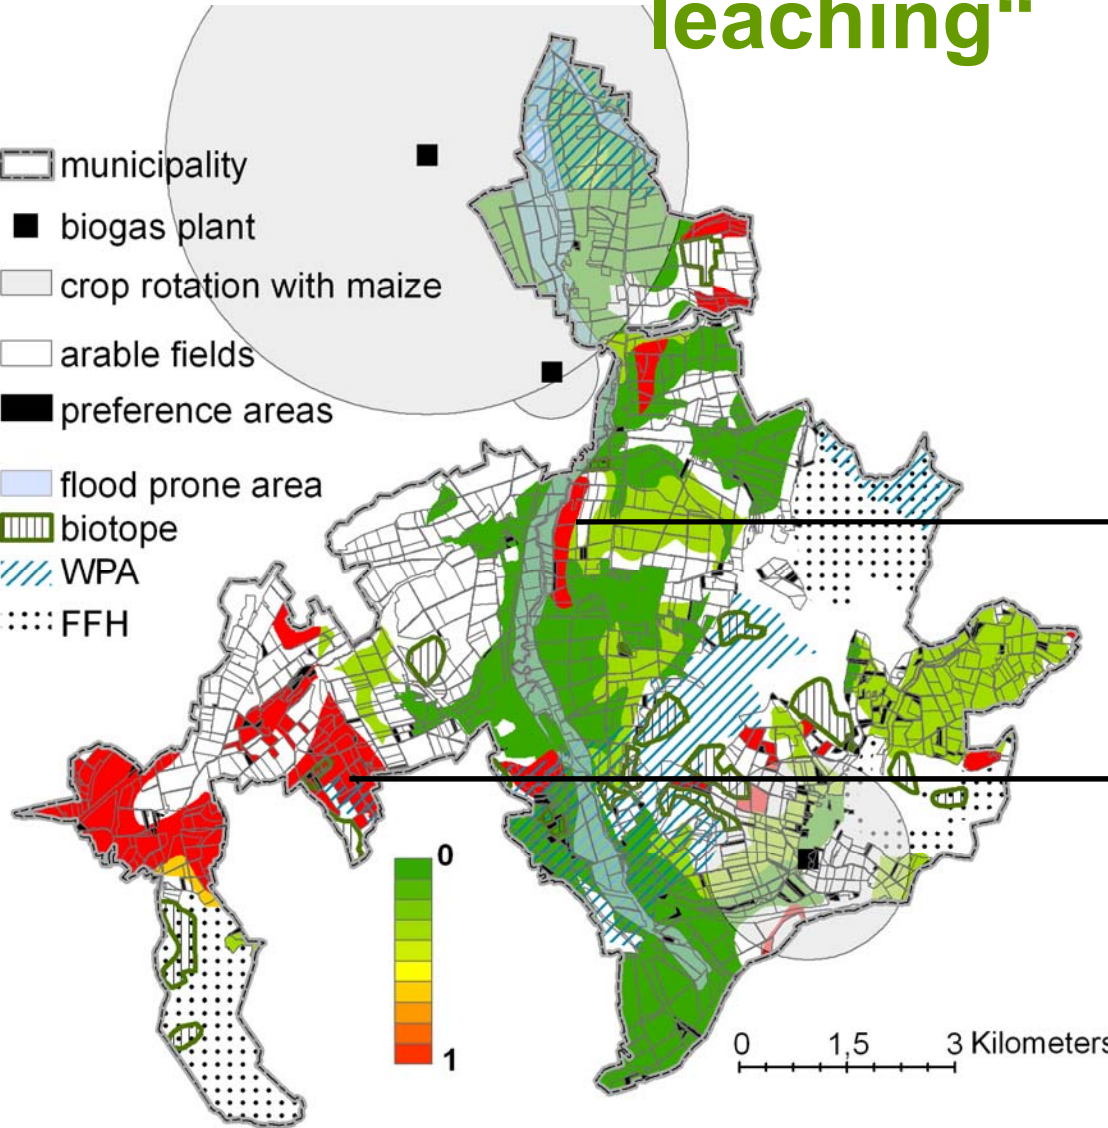 leaching"
municipality
biogas plant
crop rotation with maize
arable fields
preference areas
flood prone area
biotope
WPA
FFH
0
1
0 1,5 3 Kilometers